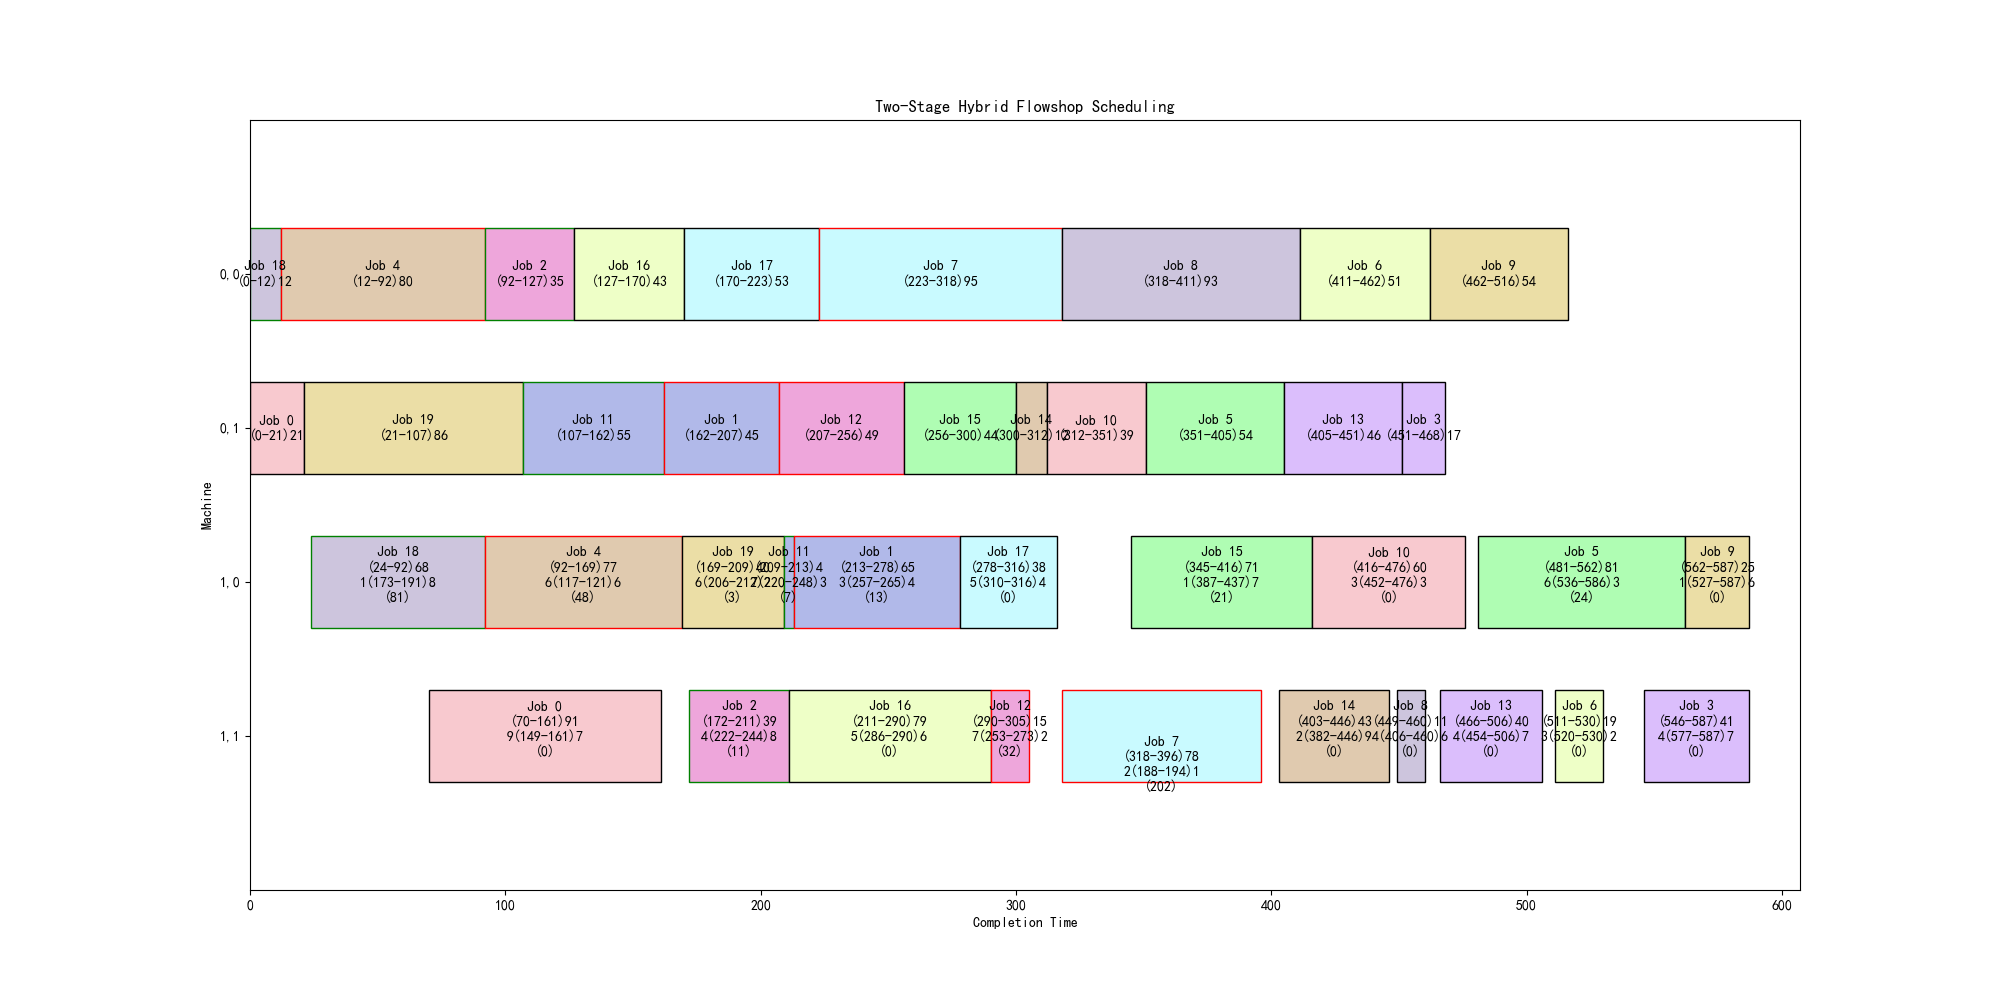 Two-Stage Hybrid Flowshop Scheduling
Machine
0,0
Job 18
(0-12)12
Job 4
(12-92)80
Job 2
(92-127)35
Job 16
(127-170)43
Job 17
(170-223)53
Job 7
(223-318)95
Job 8
(318-411)93
Job 6
(411-462)51
Job 9
(462-516)54
0,1
Job 0
(0-21)21
Job 19
(21-107)86
Job 11
(107-162)55
Job 1
(162-207)45
Job 12
(207-256)49
Job 15
(256-300)44
Job 14
(300-312)12
Job 10
(312-351)39
Job 5
(351-405)54
Job 13
(405-451)46
Job 3
(451-468)17
1,0
Job 18
(24-92)68
1(173-191)8
(81)
Job 4
(92-169)77
6(117-121)6
(48)
Job 19
(169-209)40
6(206-212)
(3)
Job 11
(209-213)4
(220-248)3
(7)
Job 1
(213-278)65
3(257-265)4
(13)
Job 17
(278-316)38
5(310-316)4
(0)
Job 15
(345-416)71
1(387-437)7
(21)
Job 10
(416-476)60
3(452-476)3
(0)
Job 5
(481-562)81
6(536-586)3
(24)
Job 9
(562-587)25
1(527-587)6
(0)
1,1
Job 0
(70-161)91
9(149-161)7
(0)
Job 2
(172-211)39
4(222-244)8
(11)
Job 16
(211-290)79
5(286-290)6
(0)
Job 12
(290-305)15
7(253-273)2
(32)
Job 7
(318-396)78
2(188-194)1
(202)
Job 14
(403-446)43
2(382-446)9
(0)
Job 8
(449-460)11
4(406-460)6
(0)
Job 13
(466-506)40
4(454-506)7
(0)
Job 6
(511-530)19
3(520-530)2
(0)
Job 3
(546-587)41
4(577-587)7
(0)
0
100
200
300
400
500
600
Completion Time